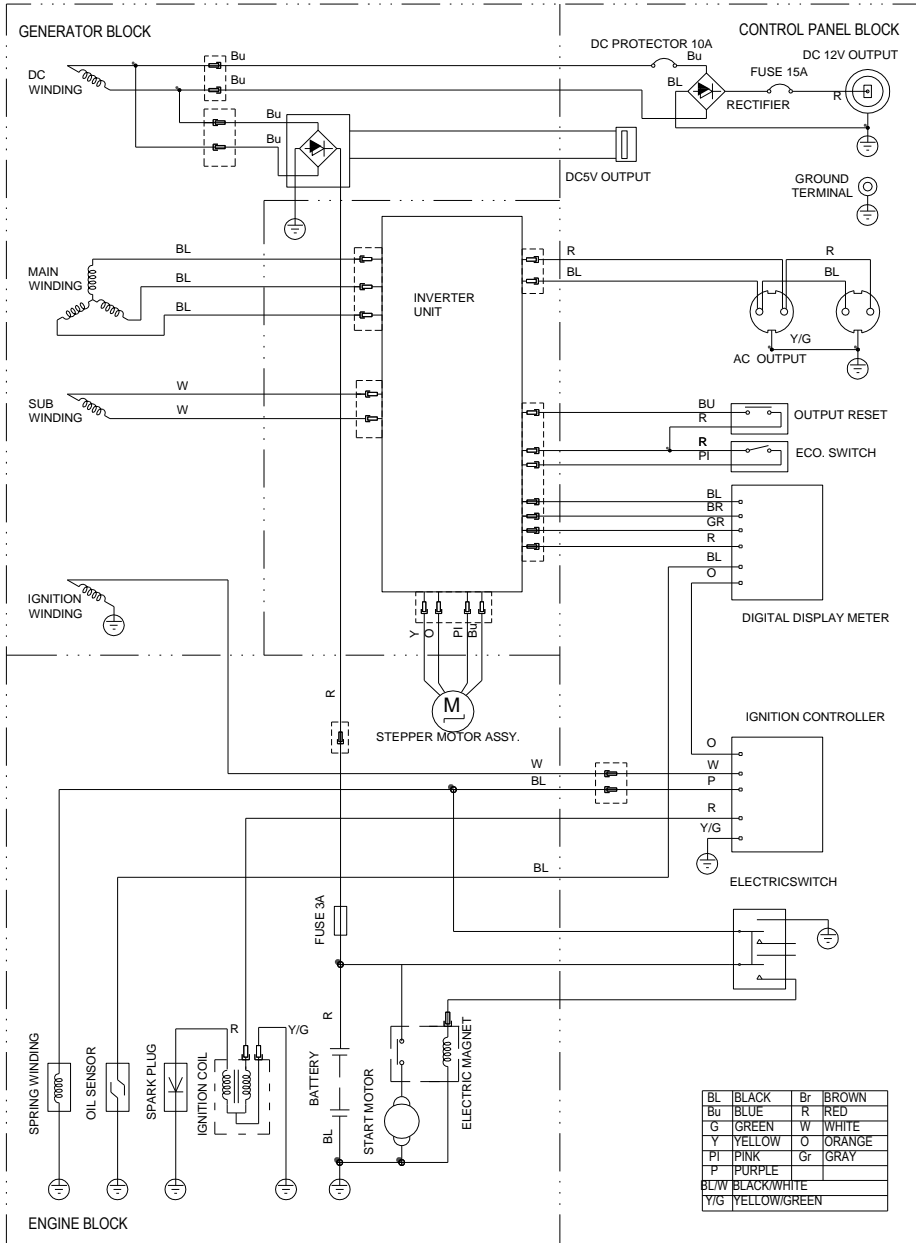 GENERATOR BLOCK
CONTROL PANEL BLOCK
DC PROTECTOR 10A
Bu
Bu
DC 12V OUTPUT
FUSE 15A
DC
WINDING
Bu
BL
RECTIFIER
R
Bu
Bu
DC5V OUTPUT
GROUND
TERMINAL
BL
R
R
MAIN
WINDING
BL
BL
BL
INVERTER
UNIT
BL
Y/G
AC OUTPUT
W
SUB
WINDING
W
BU
R
OUTPUT RESET
R
PI
ECO. SWITCH
BL
BR
GR
R
BL
O
IGNITION
WINDING
DIGITAL DISPLAY METER
Y
O
PI
Bu
M
R
STEPPER MOTOR ASSY.
IGNITION CONTROLLER
O
W
W
BL
P
R
Y/G
BL
ELECTRICSWITCH
FUSE 3A
R
R
Y/G
SPRING WINDING
OIL SENSOR
SPARK PLUG
IGNITION COIL
BATTERY
BL
START MOTOR
ELECTRIC MAGNET
BL BLACK Br BROWN
Bu BLUE R RED
G GREEN W WHITE
Y YELLOW O ORANGE
PI PINK Gr GRAY
P PURPLE
BL/W BLACK/WHITE
Y/G YELLOW/GREEN
ENGINE BLOCK